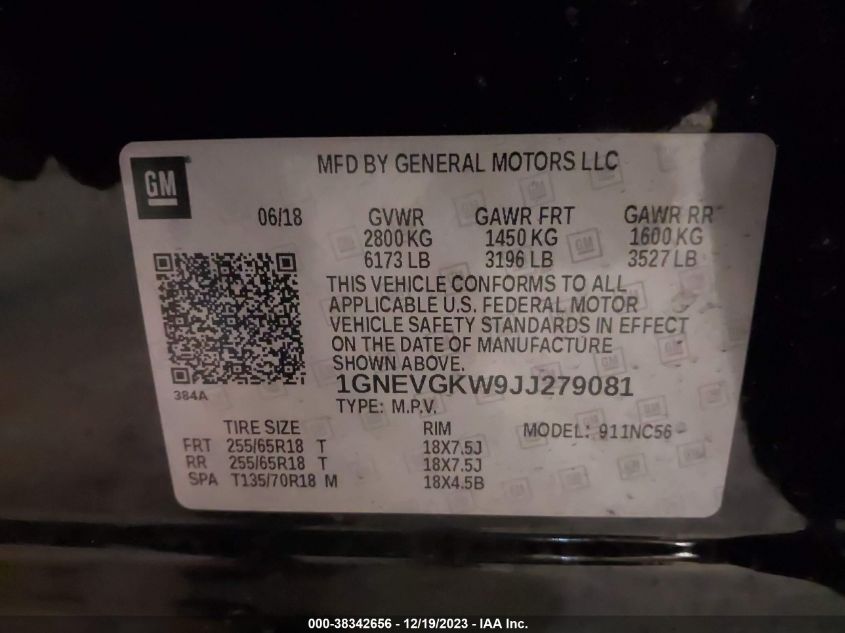 GM
MFD BY GENERAL MOTORS LLC
06/18 GVWR GAWR FRT GAWR RR
2800 KG 1450 KG 1600 KG
6173 LB 3196 LB 3527 LB
THIS VEHICLE CONFORMS TO ALL
APPLICABLE U.S. FEDERAL MOTOR
VEHICLE SAFETY STANDARDS IN EFFECT
ON THE DATE OF MANUFACTURE
SHOWN ABOVE.
384A
1GNEVGKW9JJ279081
TYPE: M.P.V.
TIRE SIZE RIM MODEL: 911NC56
FRT 255/65R18 T 18X7.5J
RR 255/65R18 T 18X7.5J
SPA T135/70R18 M 18X4.5B
000-38342656 - 12/19/2023 - IAA Inc.